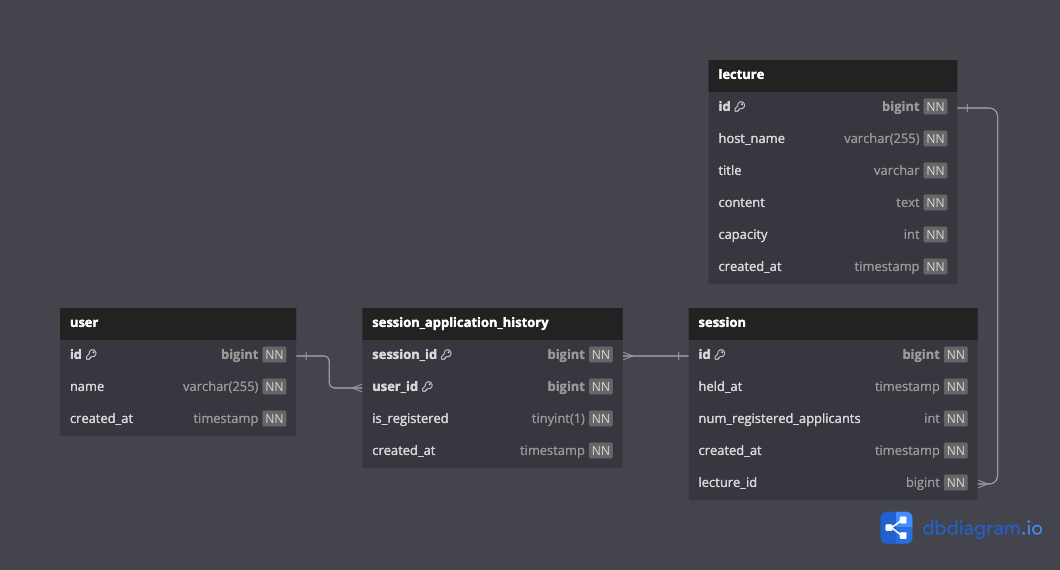 lecture
id bigint NN
host_name varchar(255) NN
title varchar NN
content text NN
capacity int NN
created_at timestamp NN
user
id bigint NN
name varchar(255) NN
created_at timestamp NN
session_application_history
session_id bigint NN
user_id bigint NN
is_registered tinyint(1) NN
created_at timestamp NN
session
id bigint NN
held_at timestamp NN
num_registered_applicants int NN
created_at timestamp NN
lecture_id bigint NN
dbdiagram.io